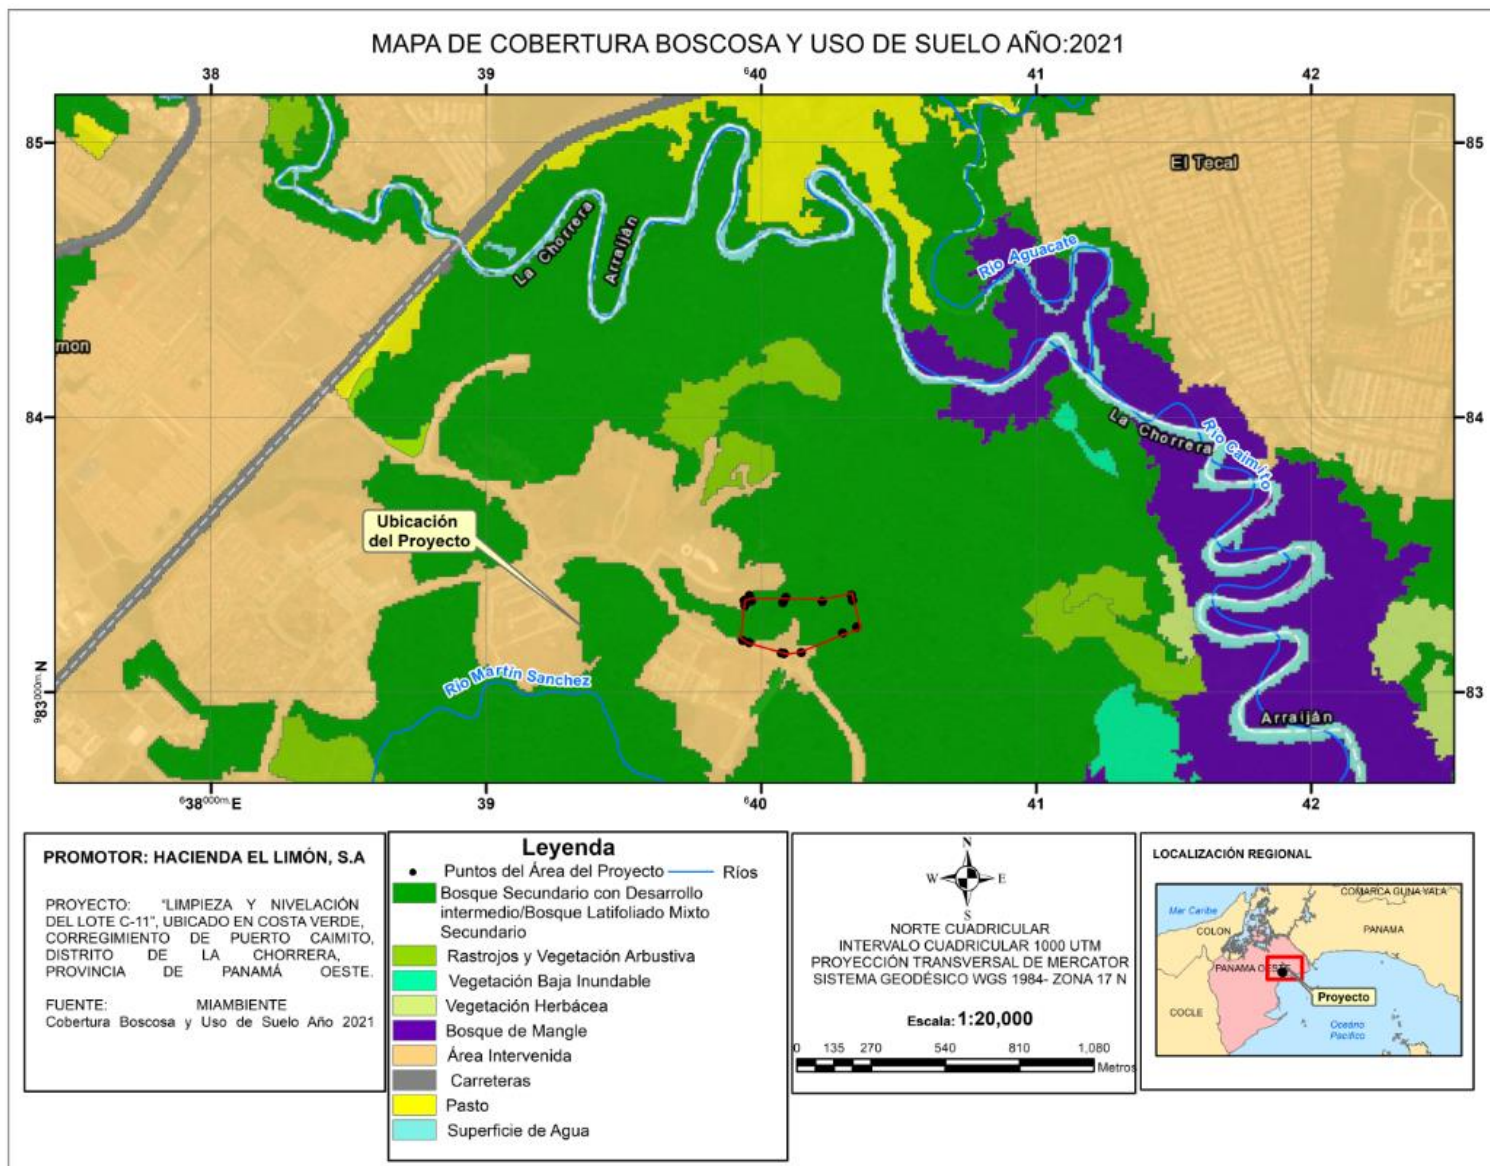 MAPA DE COBERTURA BOSCOSA Y USO DE SUELO AÑO:2021
38
39
⁶40
41
42
85
85
El Tecal
La Chorrera
Arraiján
Río Aguacate
mon
84
84
La Chorrera
Río Caimito
Ubicación
del Proyecto
Río Martín Sanchez
⁹83000m.N
83
Arraiján
⁶38000m.E
39
⁶40
41
42
PROMOTOR: HACIENDA EL LIMÓN, S.A
PROYECTO: "LIMPIEZA Y NIVELACIÓN
DEL LOTE C-11", UBICADO EN COSTA VERDE,
CORREGIMIENTO DE PUERTO CAIMITO,
DISTRITO DE LA CHORRERA,
PROVINCIA DE PANAMÁ OESTE.
FUENTE: MIAMBIENTE
Cobertura Boscosa y Uso de Suelo Año 2021
Leyenda
Puntos del Área del Proyecto
Ríos
Bosque Secundario con Desarrollo
intermedio/Bosque Latifoliado Mixto
Secundario
Rastrojos y Vegetación Arbustiva
Vegetación Baja Inundable
Vegetación Herbácea
Bosque de Mangle
Área Intervenida
Carreteras
Pasto
Superficie de Agua
N
W E
S
NORTE CUADRICULAR
INTERVALO CUADRICULAR 1000 UTM
PROYECCIÓN TRANSVERSAL DE MERCATOR
SISTEMA GEODÉSICO WGS 1984- ZONA 17 N
Escala: 1:20,000
0 135 270 540 810 1,080
Metros
LOCALIZACIÓN REGIONAL
COMARCA GUNA YALA
Mar Caribe
COLON
PANAMA
PANAMA OESTE
Proyecto
COCLE
Oceáno
Pacifico